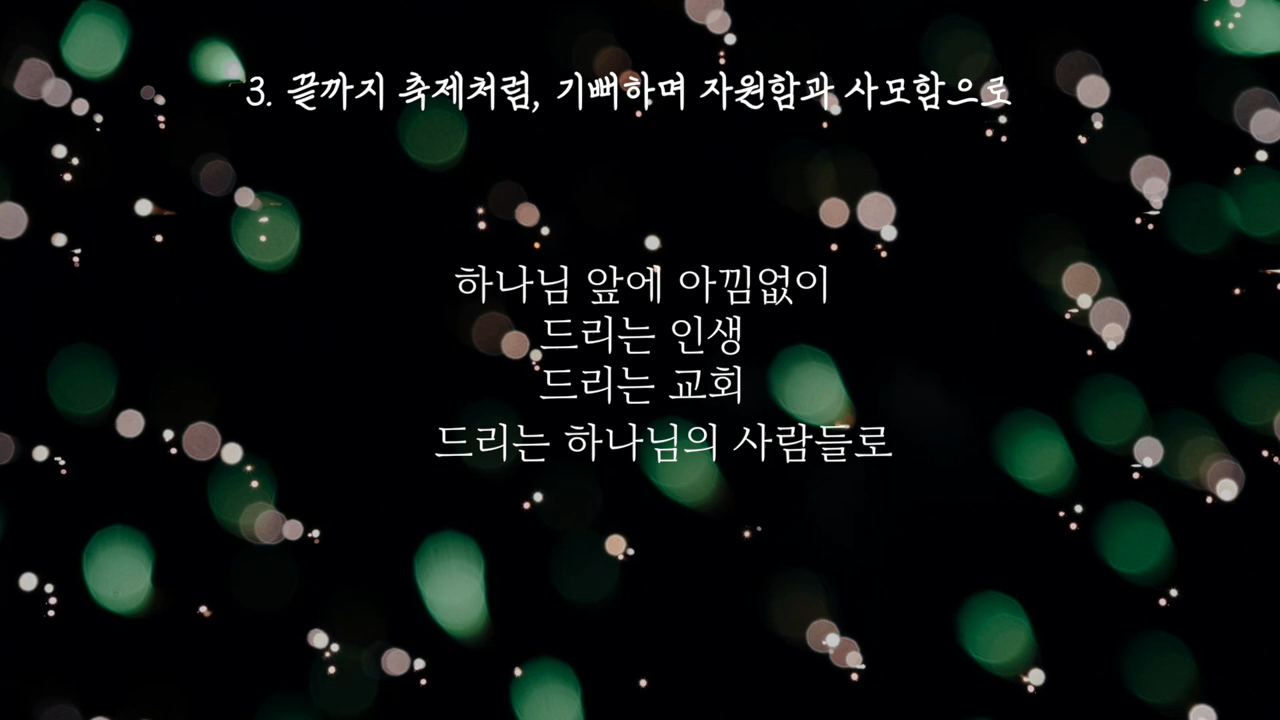 3. 끝까지 축제처럼, 기뻐하며 자원함과 사모함으로
하나님 앞에 아낌없이
드리는 인생
드리는 교회
드리는 하나님의 사람들로